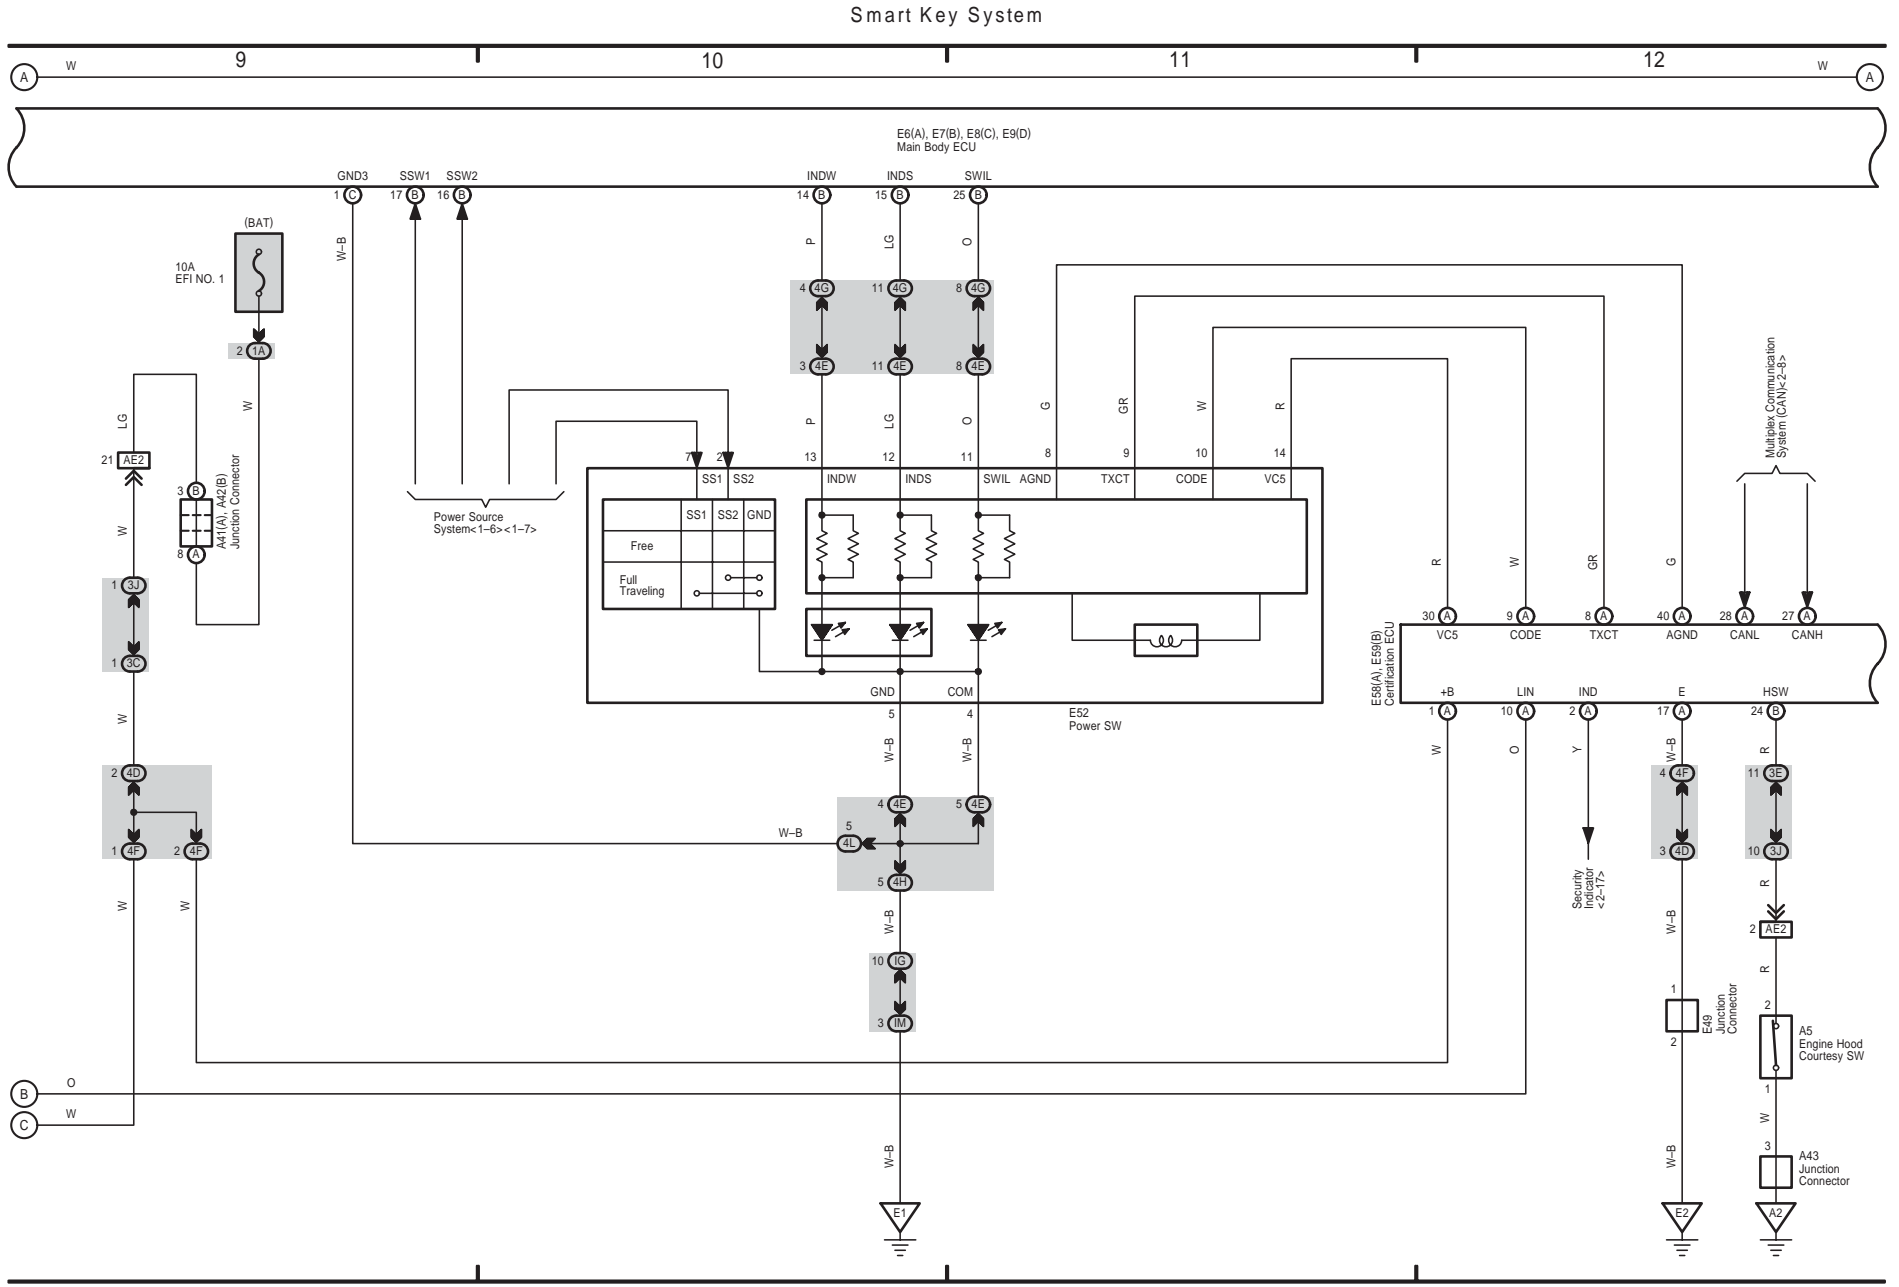 Smart Key System
9
10
11
12
A
W
W
A
E6(A), E7(B), E8(C), E9(D)
Main Body ECU
GND3
SSW1
SSW2
INDW
INDS
SWIL
1 C
17 B
16 B
14 B
15 B
25 B
(BAT)
10A
EFI NO. 1
W–B
P
LG
O
4 4G
11 4G
8 4G
2 1A
3 4E
11 4E
8 4E
LG
W
P
LG
O
G
GR
W
R
Multiplex Communication
System (CAN)<2–8>
21 AE2
7
2
13
12
11
8
9
10
14
SS1
SS2
INDW
INDS
SWIL
AGND
TXCT
CODE
VC5
3 B
A41(A), A42(B)
Junction Connector
8 A
W
Power Source
System<1–6><1–7>
SS1
SS2
GND
Free
Full
Traveling
R
W
GR
G
1 3J
1 3C
30 A
9 A
8 A
40 A
28 A
27 A
VC5
CODE
TXCT
AGND
CANL
CANH
E58(A), E59(B)
Certification ECU
+B
LIN
IND
E
HSW
1 A
10 A
2 A
17 A
24 B
GND
COM
5
4
E52
Power SW
W
W–B
W–B
W
O
Y
W–B
R
2 4D
4 4F
11 3E
4 4E
5 4E
5
4L
W–B
1 4F
2 4F
3 4D
10 3J
5 4H
Security
Indicator
<2–17>
W
W
W–B
W–B
R
2 AE2
10 IG
3 IM
R
1
E49
Junction
Connector
2
2
A5
Engine Hood
Courtesy SW
1
B
O
C
W
W–B
W–B
W
3
A43
Junction
Connector
E1
E2
A2